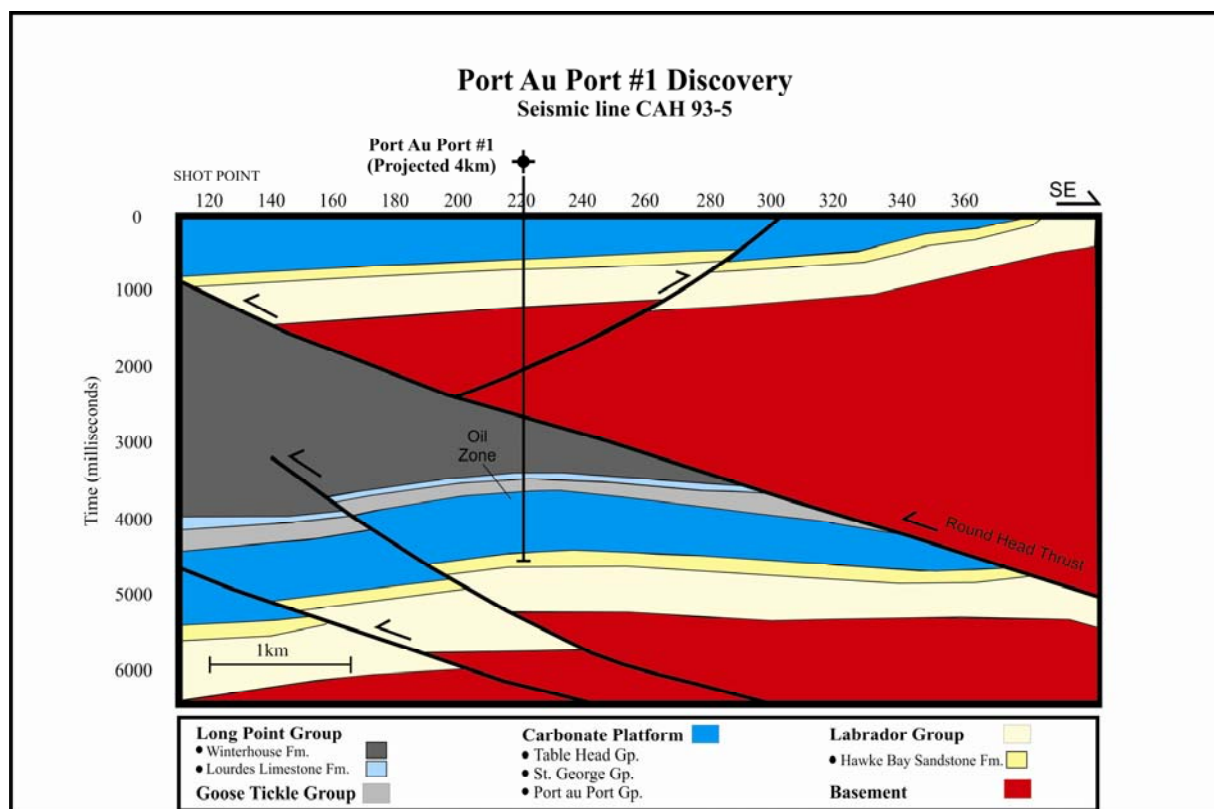 Port Au Port #1 Discovery
Seismic line CAH 93-5
Port Au Port #1
(Projected 4km)
SHOT POINT
120 140 160 180 200 220 240 260 280 300 320 340 360
SE
0
1000
2000
3000
4000
5000
6000
Time (milliseconds)
Oil
Zone
Round Head Thrust
1km
Long Point Group
• Winterhouse Fm.
• Lourdes Limestone Fm.
Goose Tickle Group
Carbonate Platform
• Table Head Gp.
• St. George Gp.
• Port au Port Gp.
Labrador Group
• Hawke Bay Sandstone Fm.
Basement